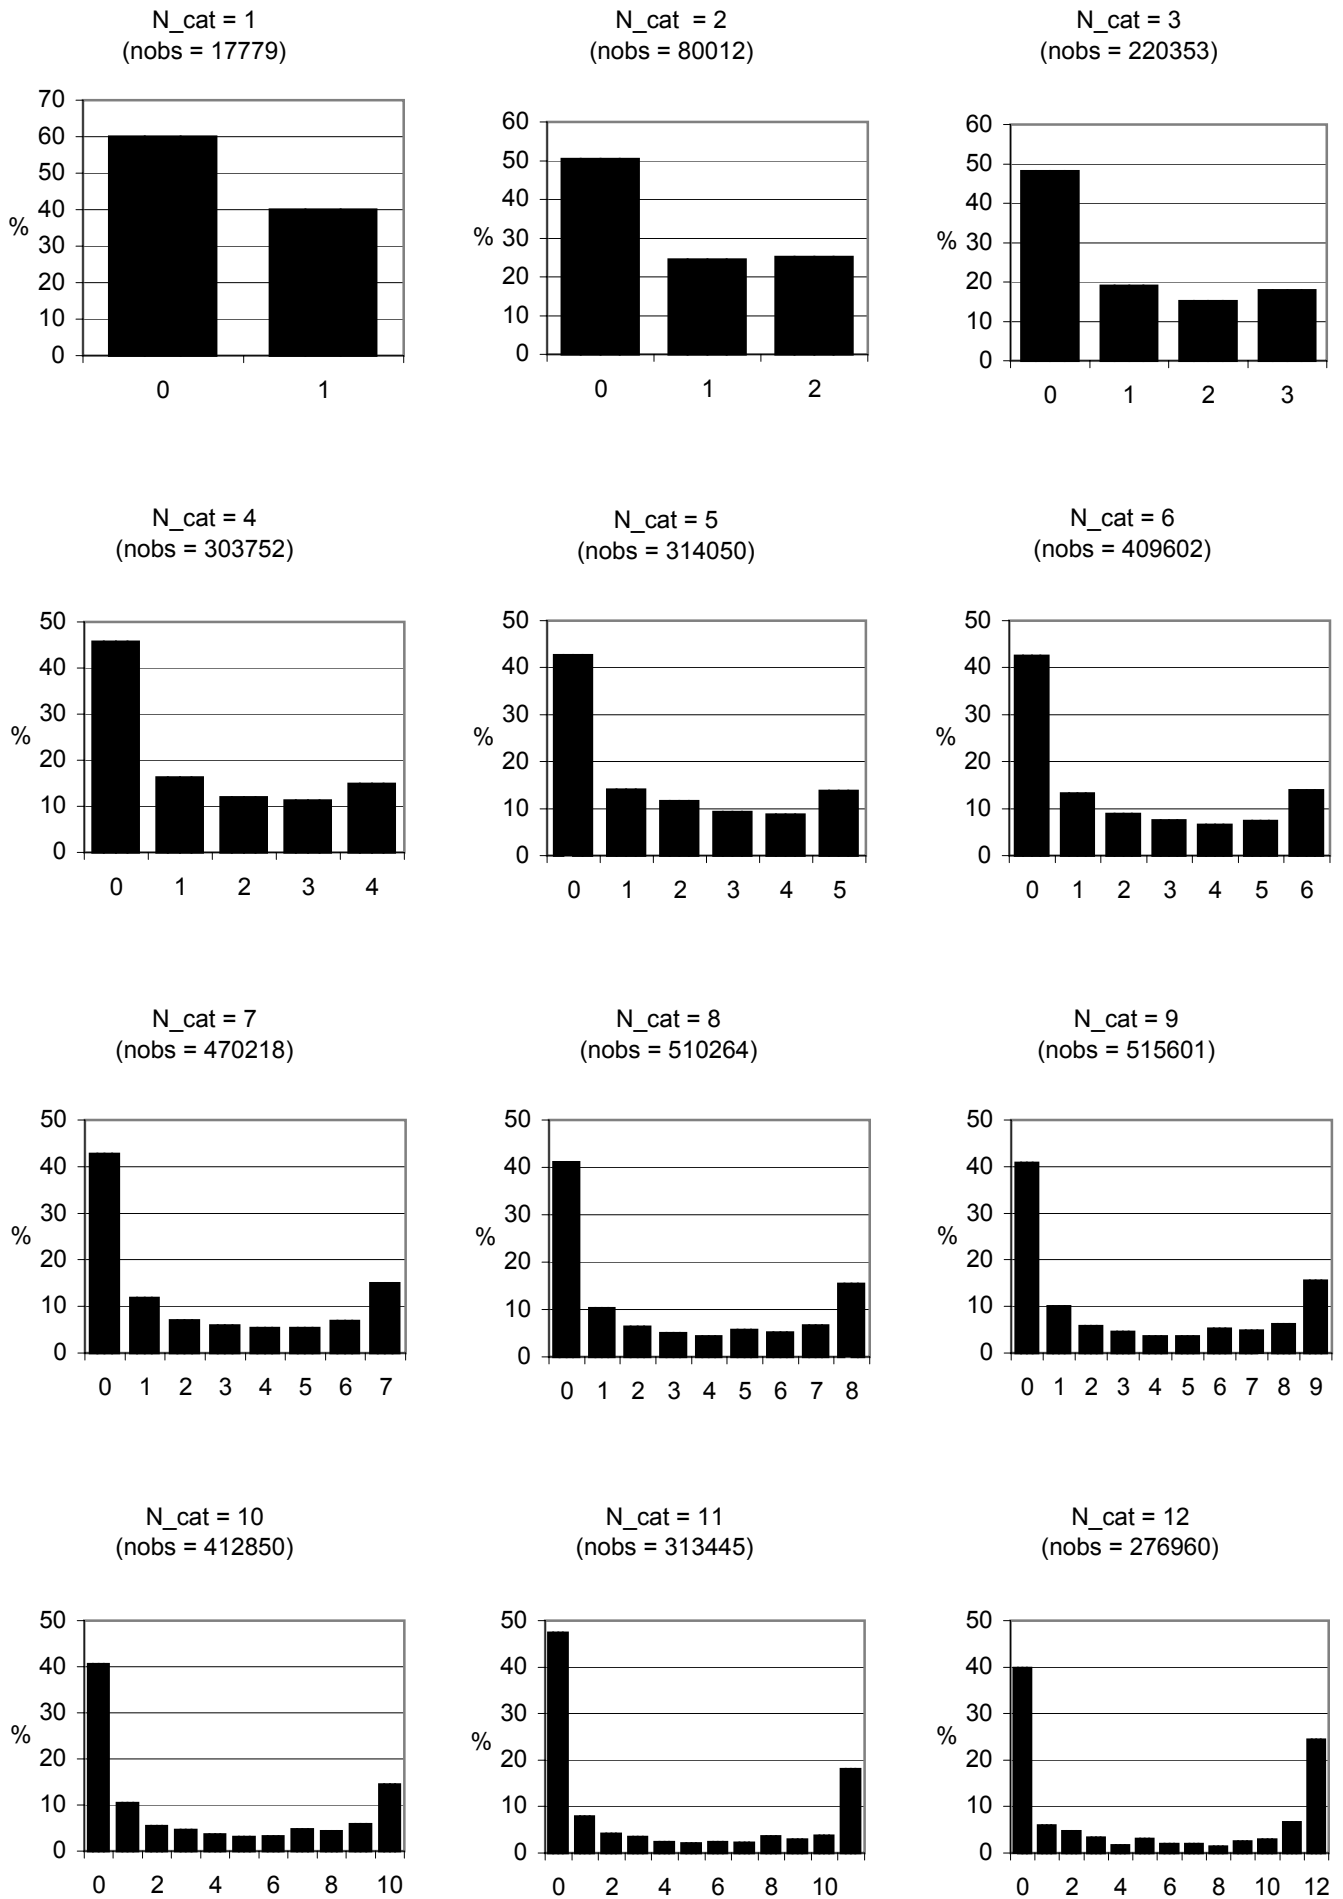 N_cat = 1
(nobs = 17779)
70
60
50
40
30
20
10
0
%
0 1
N_cat = 2
(nobs = 80012)
60
50
40
30
20
10
0
%
0 1 2
N_cat = 3
(nobs = 220353)
60
50
40
30
20
10
0
%
0 1 2 3
N_cat = 4
(nobs = 303752)
50
40
30
20
10
0
%
0 1 2 3 4
N_cat = 5
(nobs = 314050)
50
40
30
20
10
0
%
0 1 2 3 4 5
N_cat = 6
(nobs = 409602)
50
40
30
20
10
0
%
0 1 2 3 4 5 6
N_cat = 7
(nobs = 470218)
50
40
30
20
10
0
%
0 1 2 3 4 5 6 7
N_cat = 8
(nobs = 510264)
50
40
30
20
10
0
%
0 1 2 3 4 5 6 7 8
N_cat = 9
(nobs = 515601)
50
40
30
20
10
0
%
0 1 2 3 4 5 6 7 8 9
N_cat = 10
(nobs = 412850)
50
40
30
20
10
0
%
0 2 4 6 8 10
N_cat = 11
(nobs = 313445)
50
40
30
20
10
0
%
0 2 4 6 8 10
N_cat = 12
(nobs = 276960)
50
40
30
20
10
0
%
0 2 4 6 8 10 12